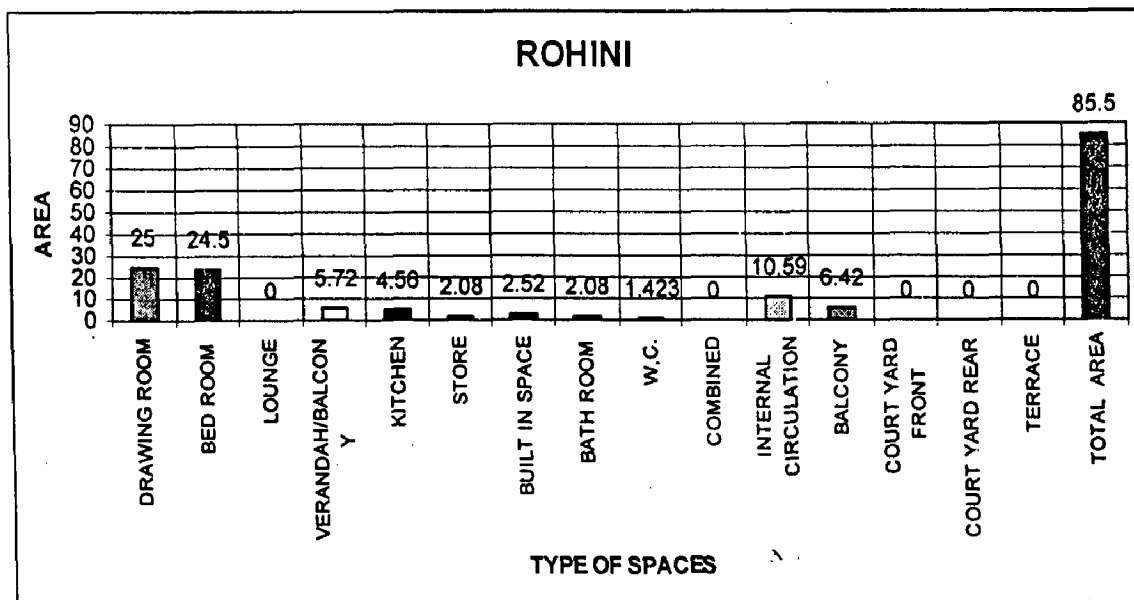 ROHINI
85.5
90
80
70
60
50
40
30
20
10
0
AREA
25
24.5
0
5.72
4.56
2.08
2.52
2.08
1.423
0
10.59
6.42
0
0
0
DRAWING ROOM
BED ROOM
LOUNGE
VERANDAH/BALCON
Y
KITCHEN
STORE
BUILT IN SPACE
BATH ROOM
W.C.
COMBINED
INTERNAL
CIRCULATION
BALCONY
COURT YARD
FRONT
COURT YARD REAR
TERRACE
TOTAL AREA
TYPE OF SPACES